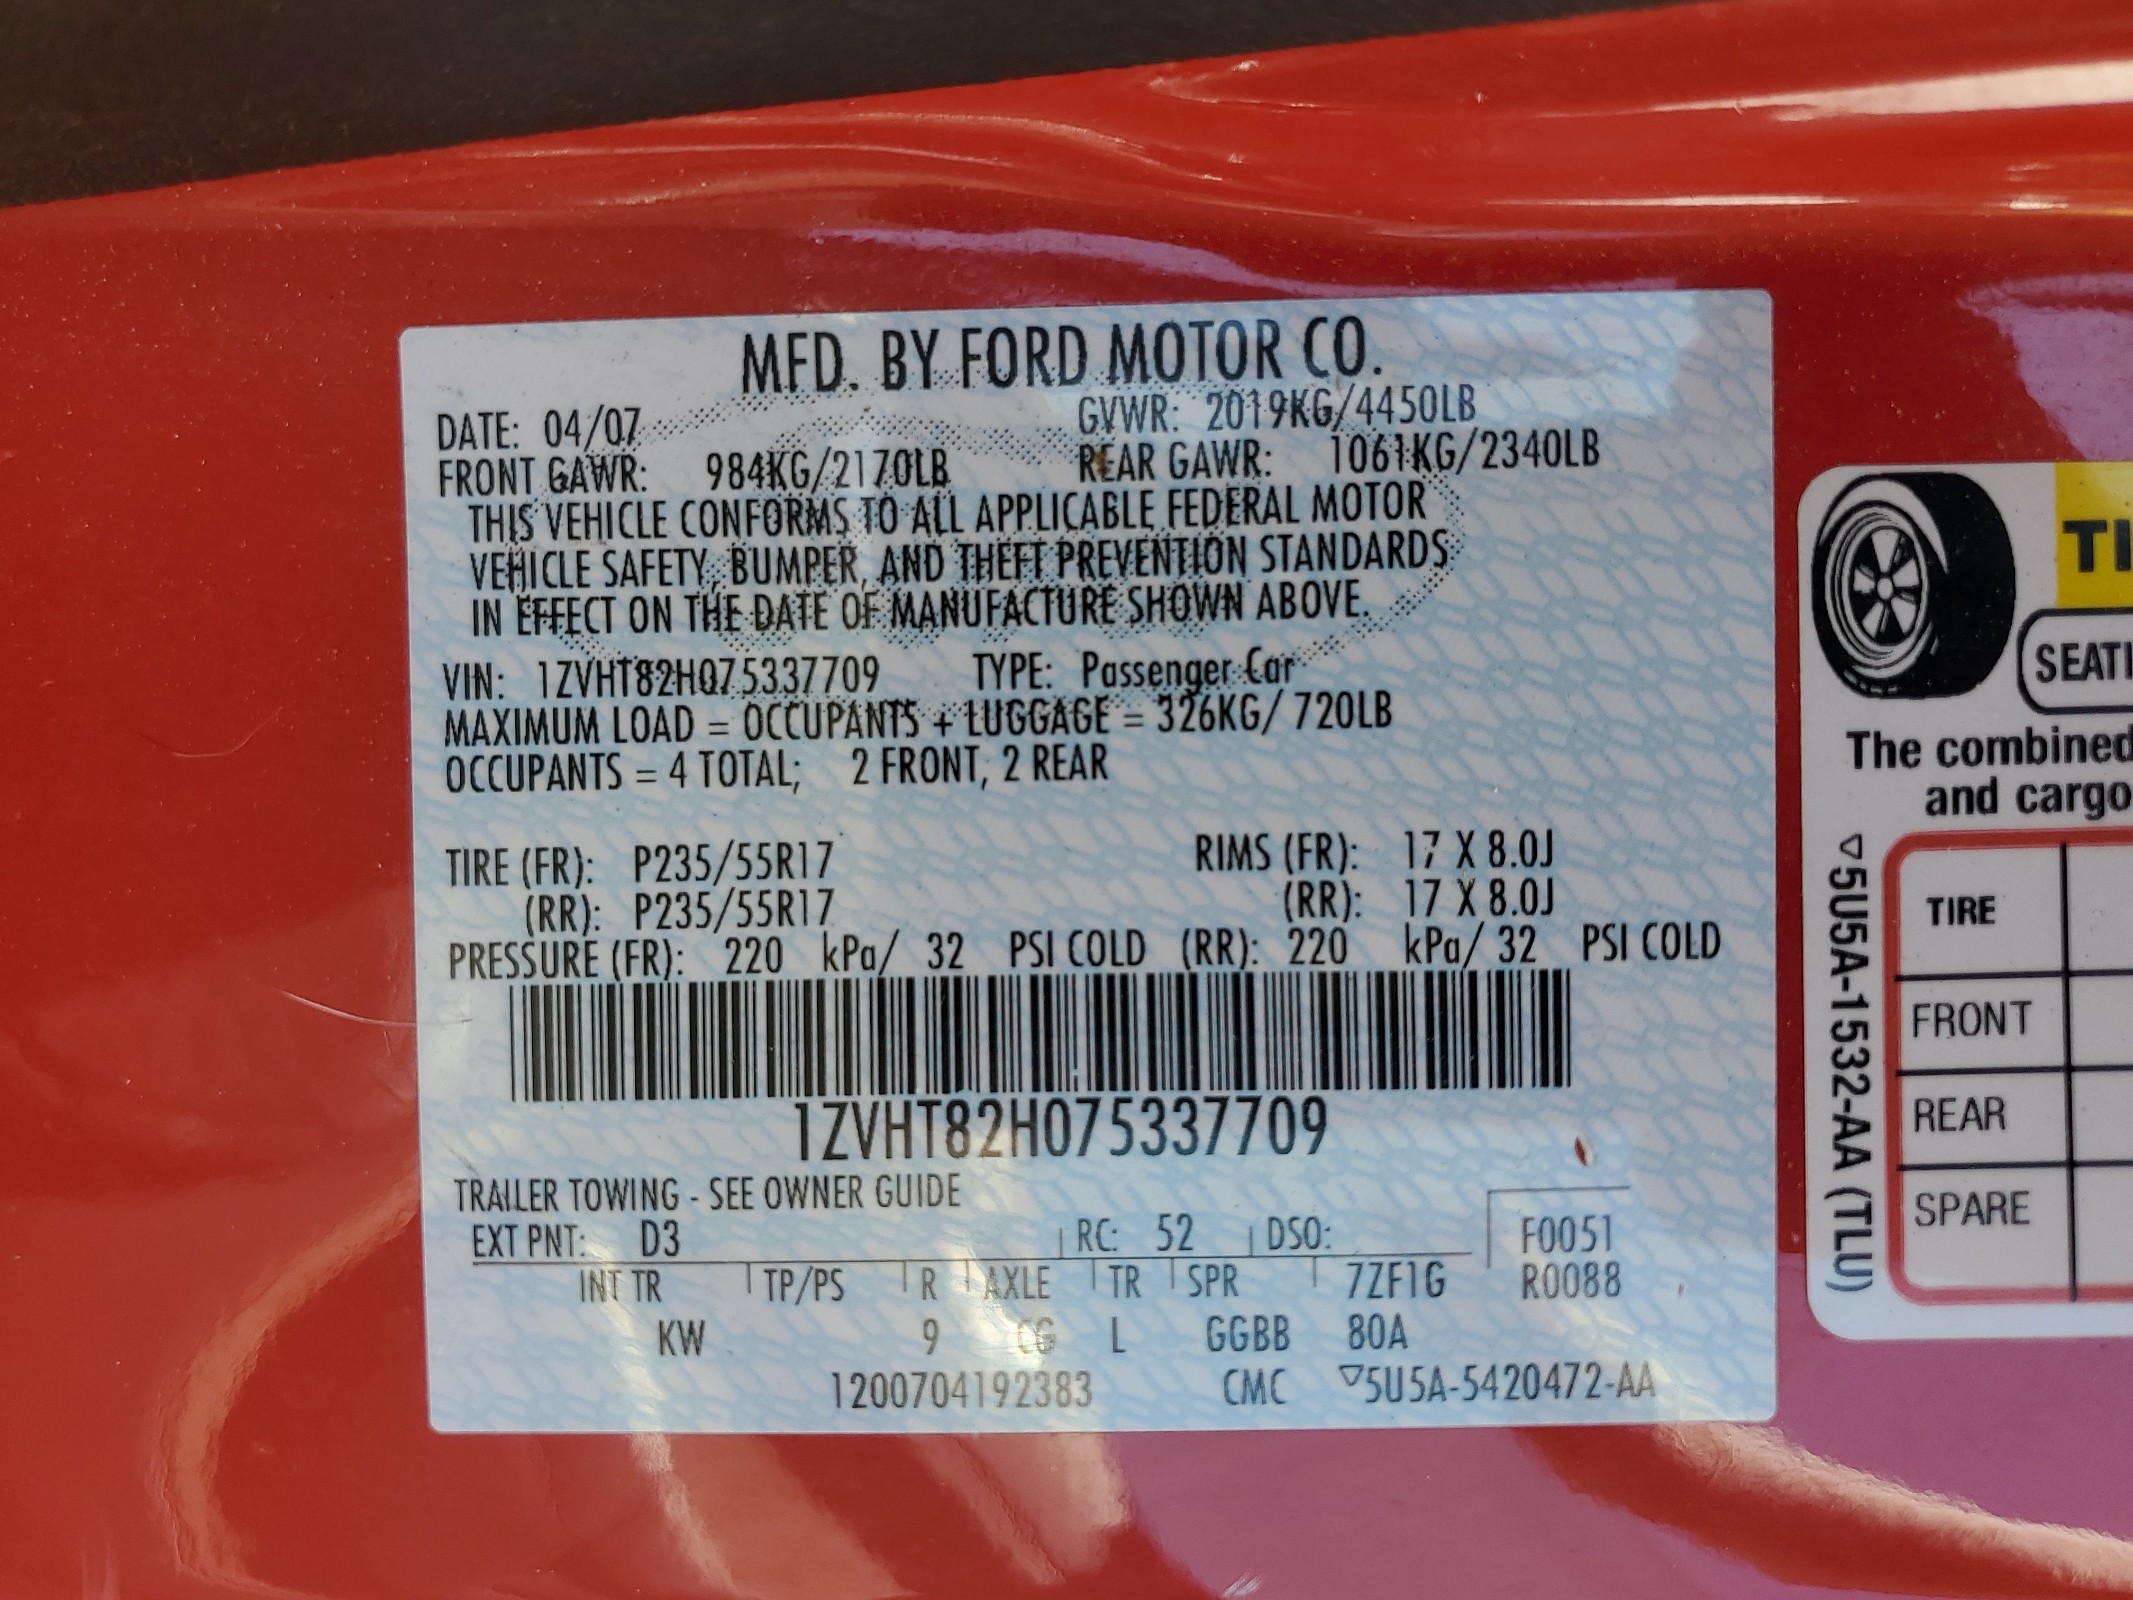 MFD. BY FORD MOTOR CO.
DATE: 04/07 GVWR: 2019KG/4450LB
FRONT GAWR: 984KG/2170LB REAR GAWR: 1061KG/2340LB
THIS VEHICLE CONFORMS TO ALL APPLICABLE FEDERAL MOTOR
VEHICLE SAFETY, BUMPER, AND THEFT PREVENTION STANDARDS
IN EFFECT ON THE DATE OF MANUFACTURE SHOWN ABOVE.
VIN: 1ZVHT82H075337709 TYPE: Passenger Car
MAXIMUM LOAD = OCCUPANTS + LUGGAGE = 326KG/ 720LB
OCCUPANTS = 4 TOTAL; 2 FRONT, 2 REAR
TIRE (FR): P235/55R17 RIMS (FR): 17 X 8.0J
(RR): P235/55R17 (RR): 17 X 8.0J
PRESSURE (FR): 220 kPa/ 32 PSI COLD (RR): 220 kPa/ 32 PSI COLD
1ZVHT82H075337709
TRAILER TOWING - SEE OWNER GUIDE
EXT PNT: D3 RC: 52 DSO: F0051
INT TR TP/PS R AXLE TR SPR 7ZF1G R0088
KW 9 CG L GGBB 80A
1200704192383 CMC ▽5U5A-5420472-AA
TI
SEATI
The combined
and cargo
▽5U5A-1532-AA (TLU)
TIRE
FRONT
REAR
SPARE